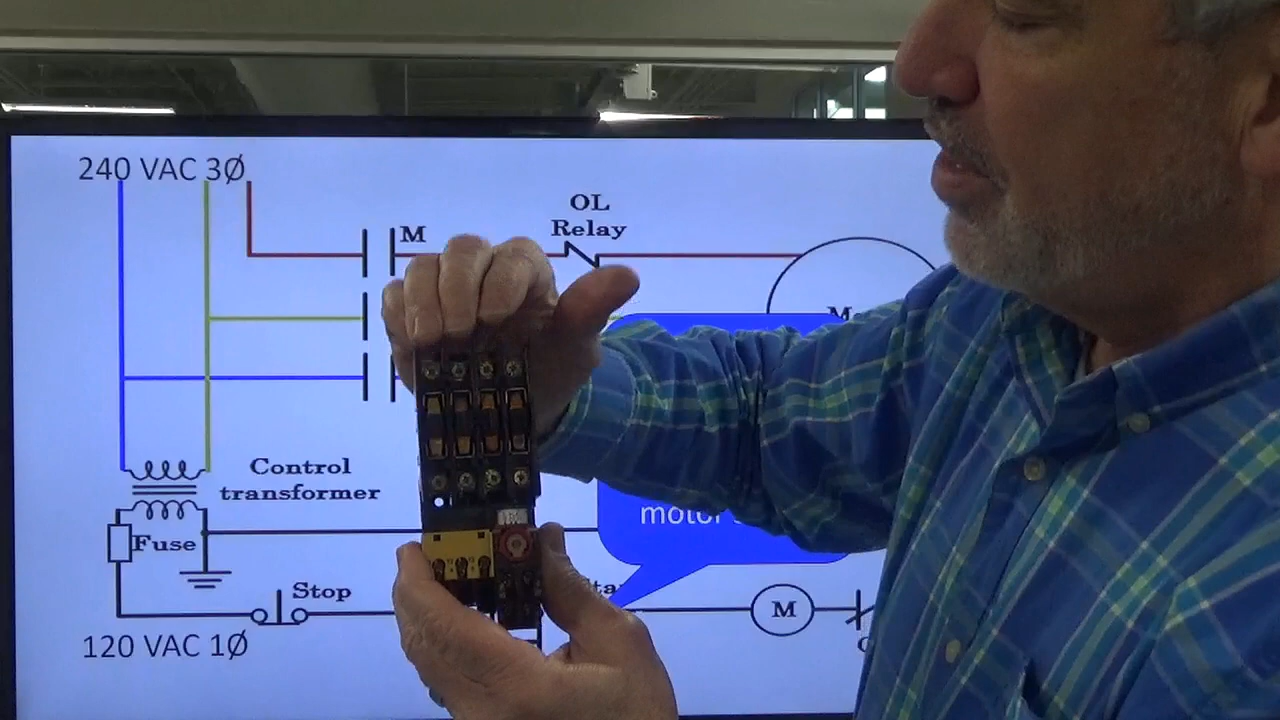 240 VAC 3Ø
OL
Relay
M
Control
transformer
Fuse
motor
Stop
M
120 VAC 1Ø